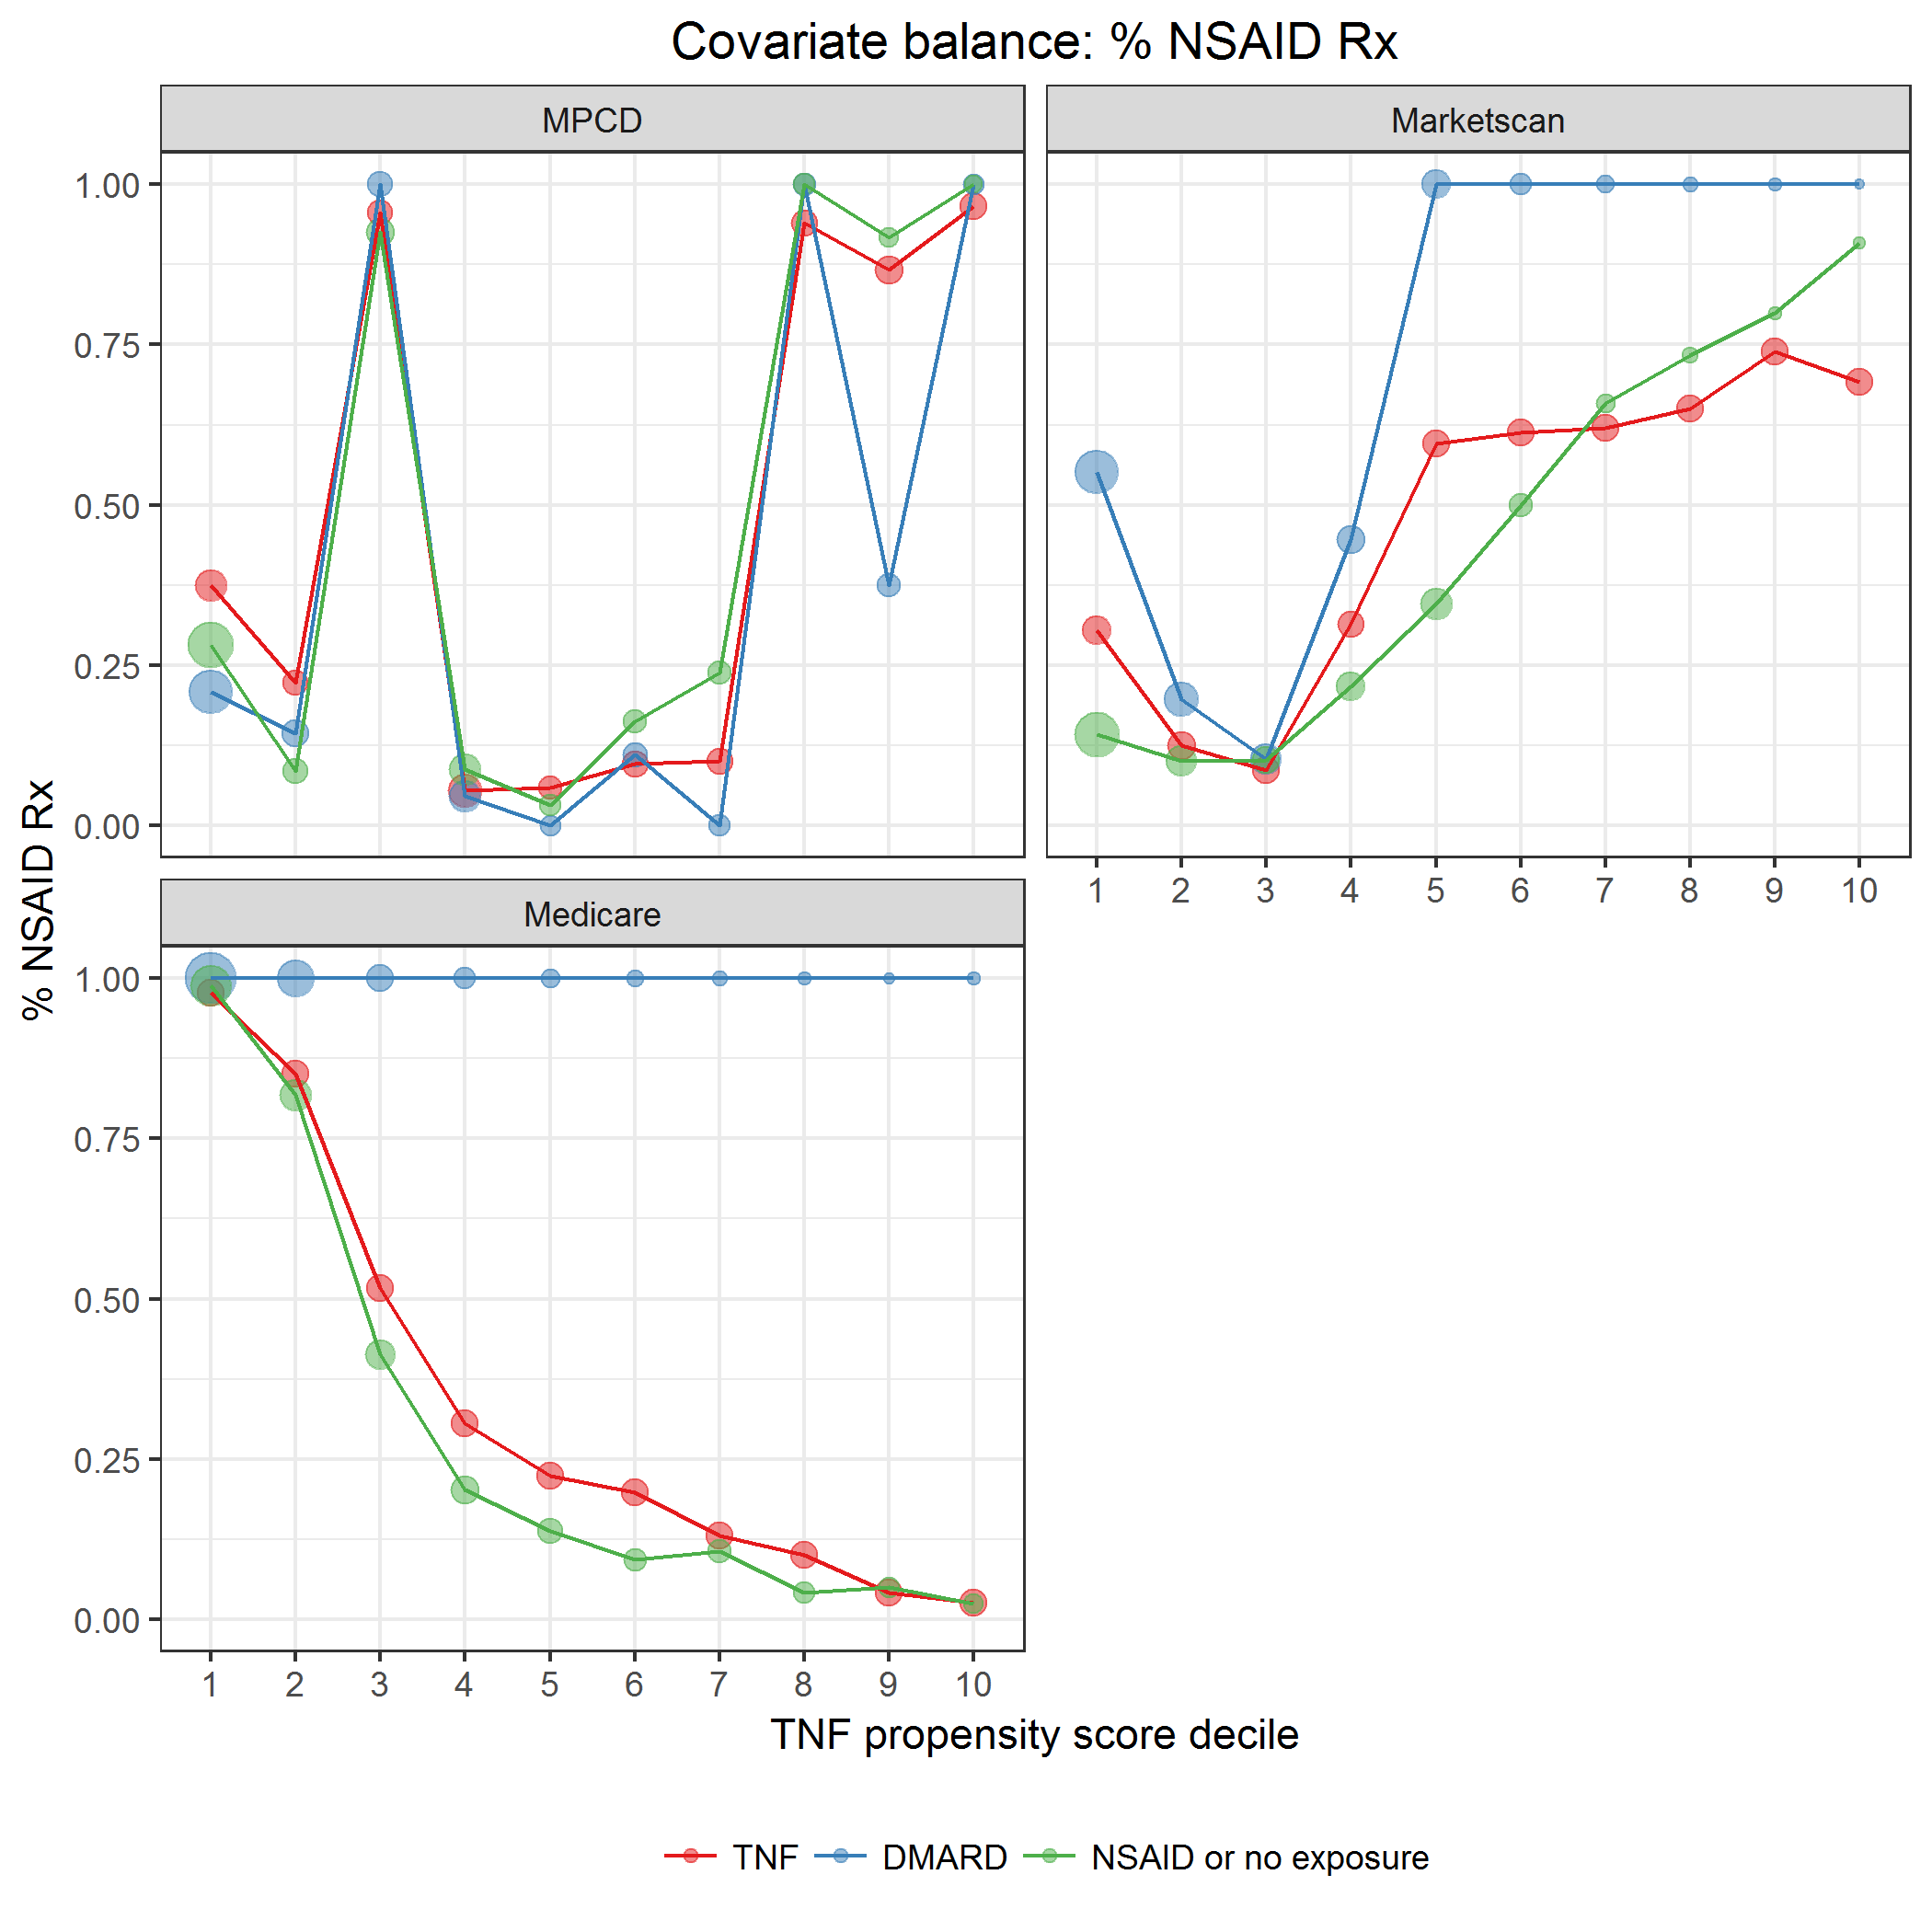 Covariate balance: % NSAID Rx
MPCD
Marketscan
1.00
0.75
0.50
0.25
0.00
1 2 3 4 5 6 7 8 9 10
% NSAID Rx
Medicare
1.00
0.75
0.50
0.25
0.00
1 2 3 4 5 6 7 8 9 10
TNF propensity score decile
TNF DMARD NSAID or no exposure